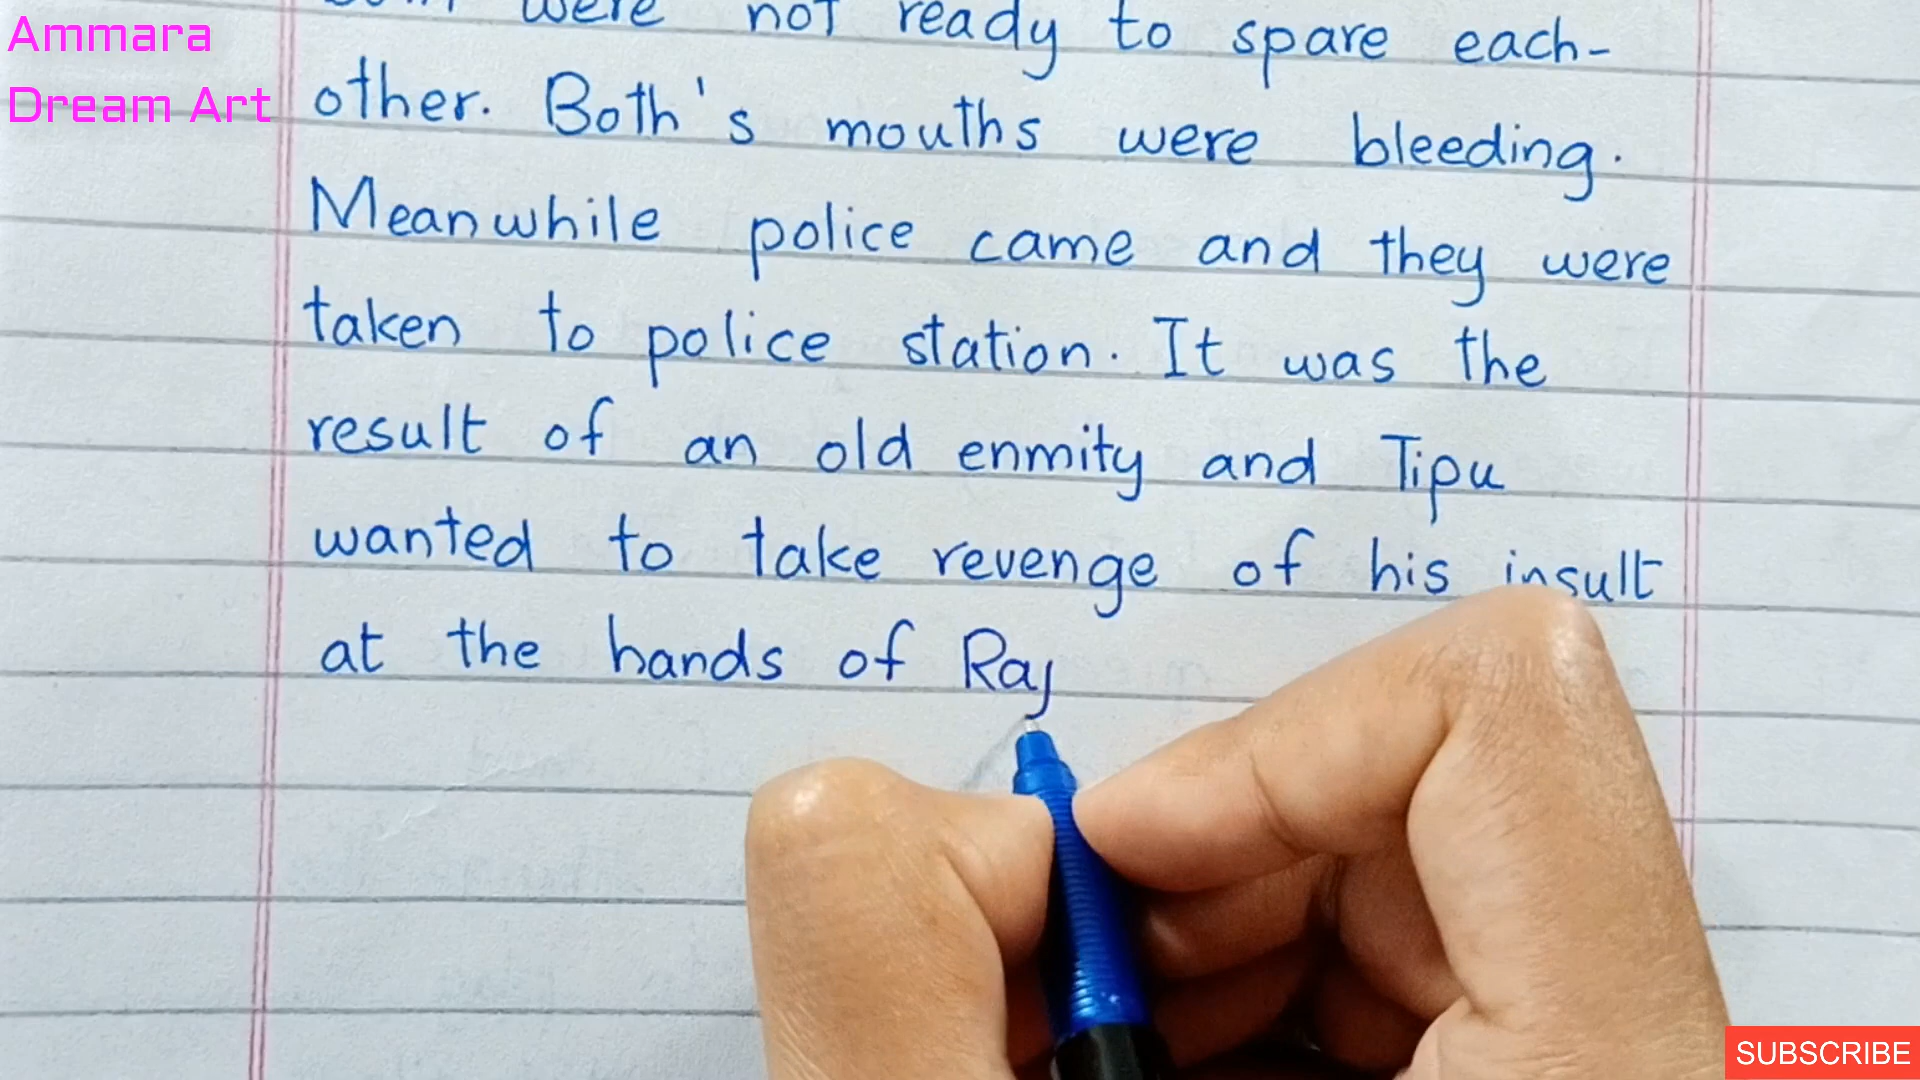 Ammara
Dream Art
were not ready to spare each-
other. Both's mouths were bleeding.
Meanwhile police came and they were
taken to police station. It was the
result of an old enmity and Tipu
wanted to take revenge of his insult
at the hands of Raj
SUBSCRIBE